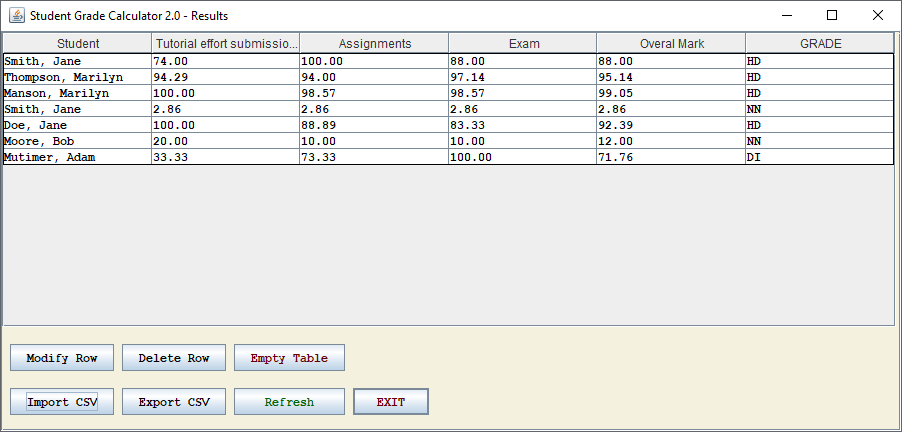 Student Grade Calculator 2.0 - Results
Student Tutorial effort submissio... Assignments Exam Overal Mark GRADE
Smith, Jane 74.00 100.00 88.00 88.00 HD
Thompson, Marilyn 94.29 94.00 97.14 95.14 HD
Manson, Marilyn 100.00 98.57 98.57 99.05 HD
Smith, Jane 2.86 2.86 2.86 2.86 NN
Doe, Jane 100.00 88.89 83.33 92.39 HD
Moore, Bob 20.00 10.00 10.00 12.00 NN
Mutimer, Adam 33.33 73.33 100.00 71.76 DI
Modify Row Delete Row Empty Table
Import CSV Export CSV Refresh EXIT